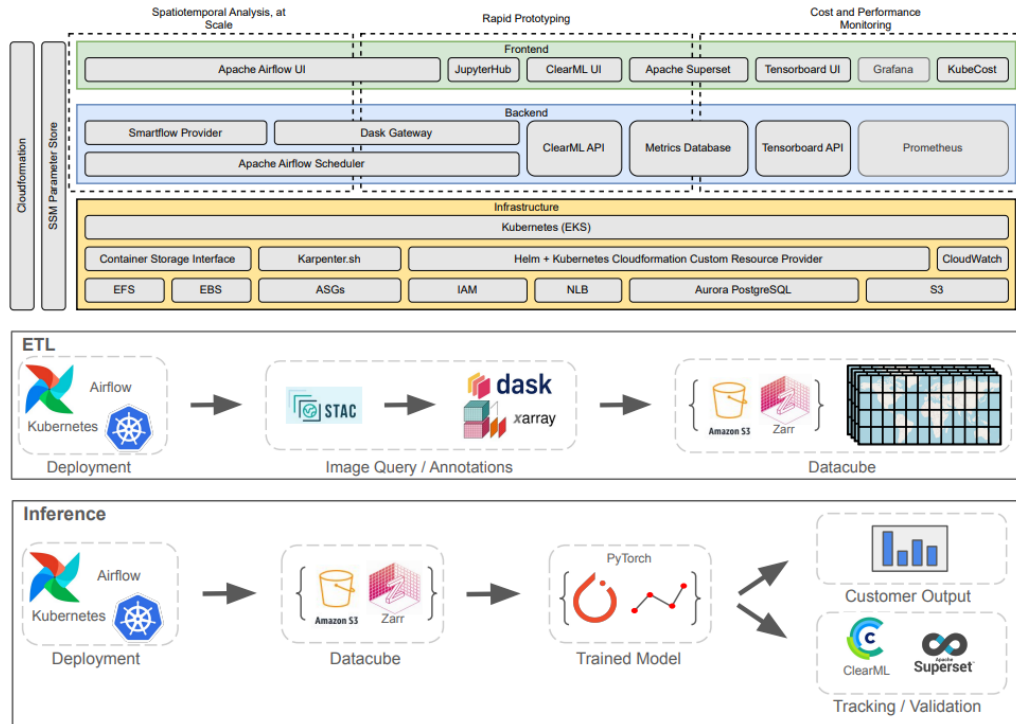 Spatiotemporal Analysis, at
Scale
Rapid Prototyping
Cost and Performance
Monitoring
Cloudformation
SSM Parameter Store
Frontend
Apache Airflow UI
JupyterHub
ClearML UI
Apache Superset
Tensorboard UI
Grafana
KubeCost
Backend
Smartflow Provider
Dask Gateway
Apache Airflow Scheduler
ClearML API
Metrics Database
Tensorboard API
Prometheus
Infrastructure
Kubernetes (EKS)
Container Storage Interface
Karpenter.sh
Helm + Kubernetes Cloudformation Custom Resource Provider
CloudWatch
EFS
EBS
ASGs
IAM
NLB
Aurora PostgreSQL
S3
ETL
Airflow
Kubernetes
Deployment
STAC
dask
xarray
Image Query / Annotations
{
Amazon S3
Zarr
}
Datacube
Inference
Airflow
Kubernetes
Deployment
{
Amazon S3
Zarr
}
Datacube
PyTorch
{
}
Trained Model
Customer Output
C
ClearML
Apache
Superset
Tracking / Validation